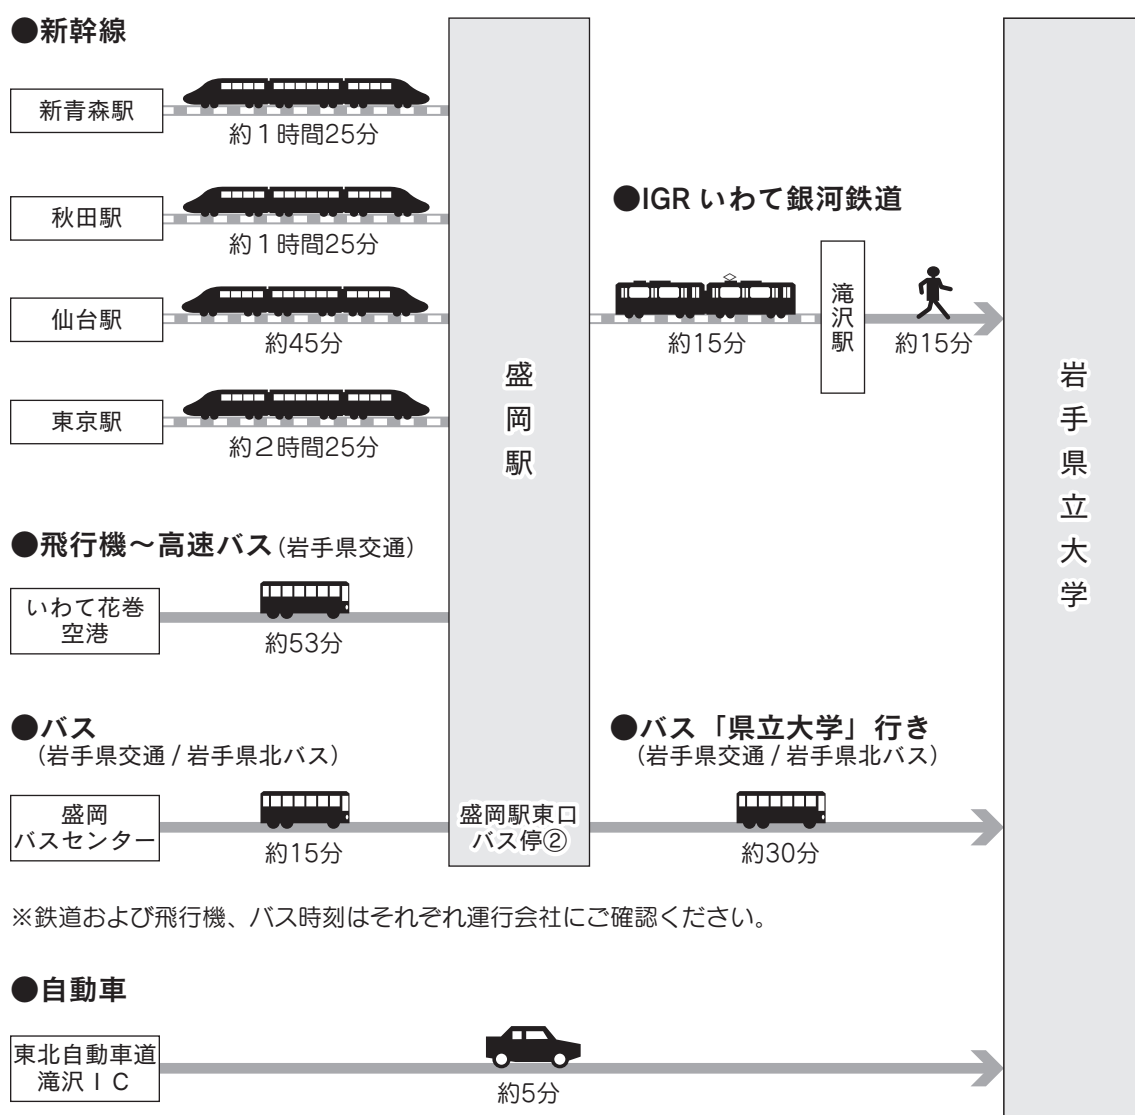 ●新幹線
新青森駅
約1時間25分
秋田駅
約1時間25分
仙台駅
約45分
東京駅
約2時間25分
●飛行機～高速バス(岩手県交通)
いわて花巻
空港
約53分
●バス
(岩手県交通 / 岩手県北バス)
盛岡
バスセンター
約15分
盛岡駅
盛岡駅東口
バス停②
●IGR いわて銀河鉄道
約15分
滝沢駅
約15分
●バス「県立大学」行き
(岩手県交通 / 岩手県北バス)
約30分
岩手県立大学
※鉄道および飛行機、バス時刻はそれぞれ運行会社にご確認ください。
●自動車
東北自動車道
滝沢ＩＣ
約5分